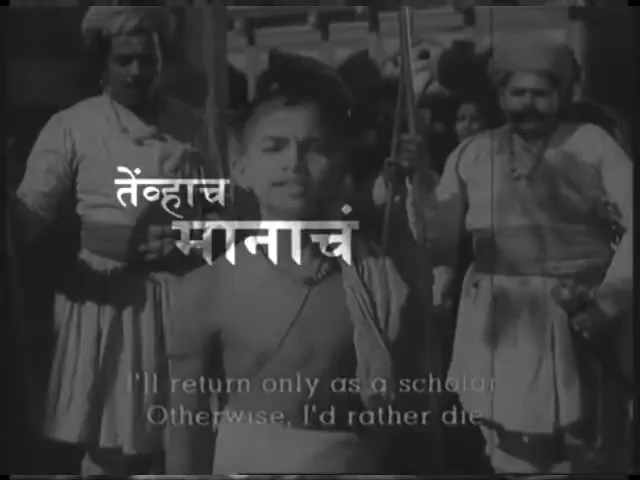 तेंव्हाच
मानाचं
I'll return only as a scholar
Otherwise, I'd rather die